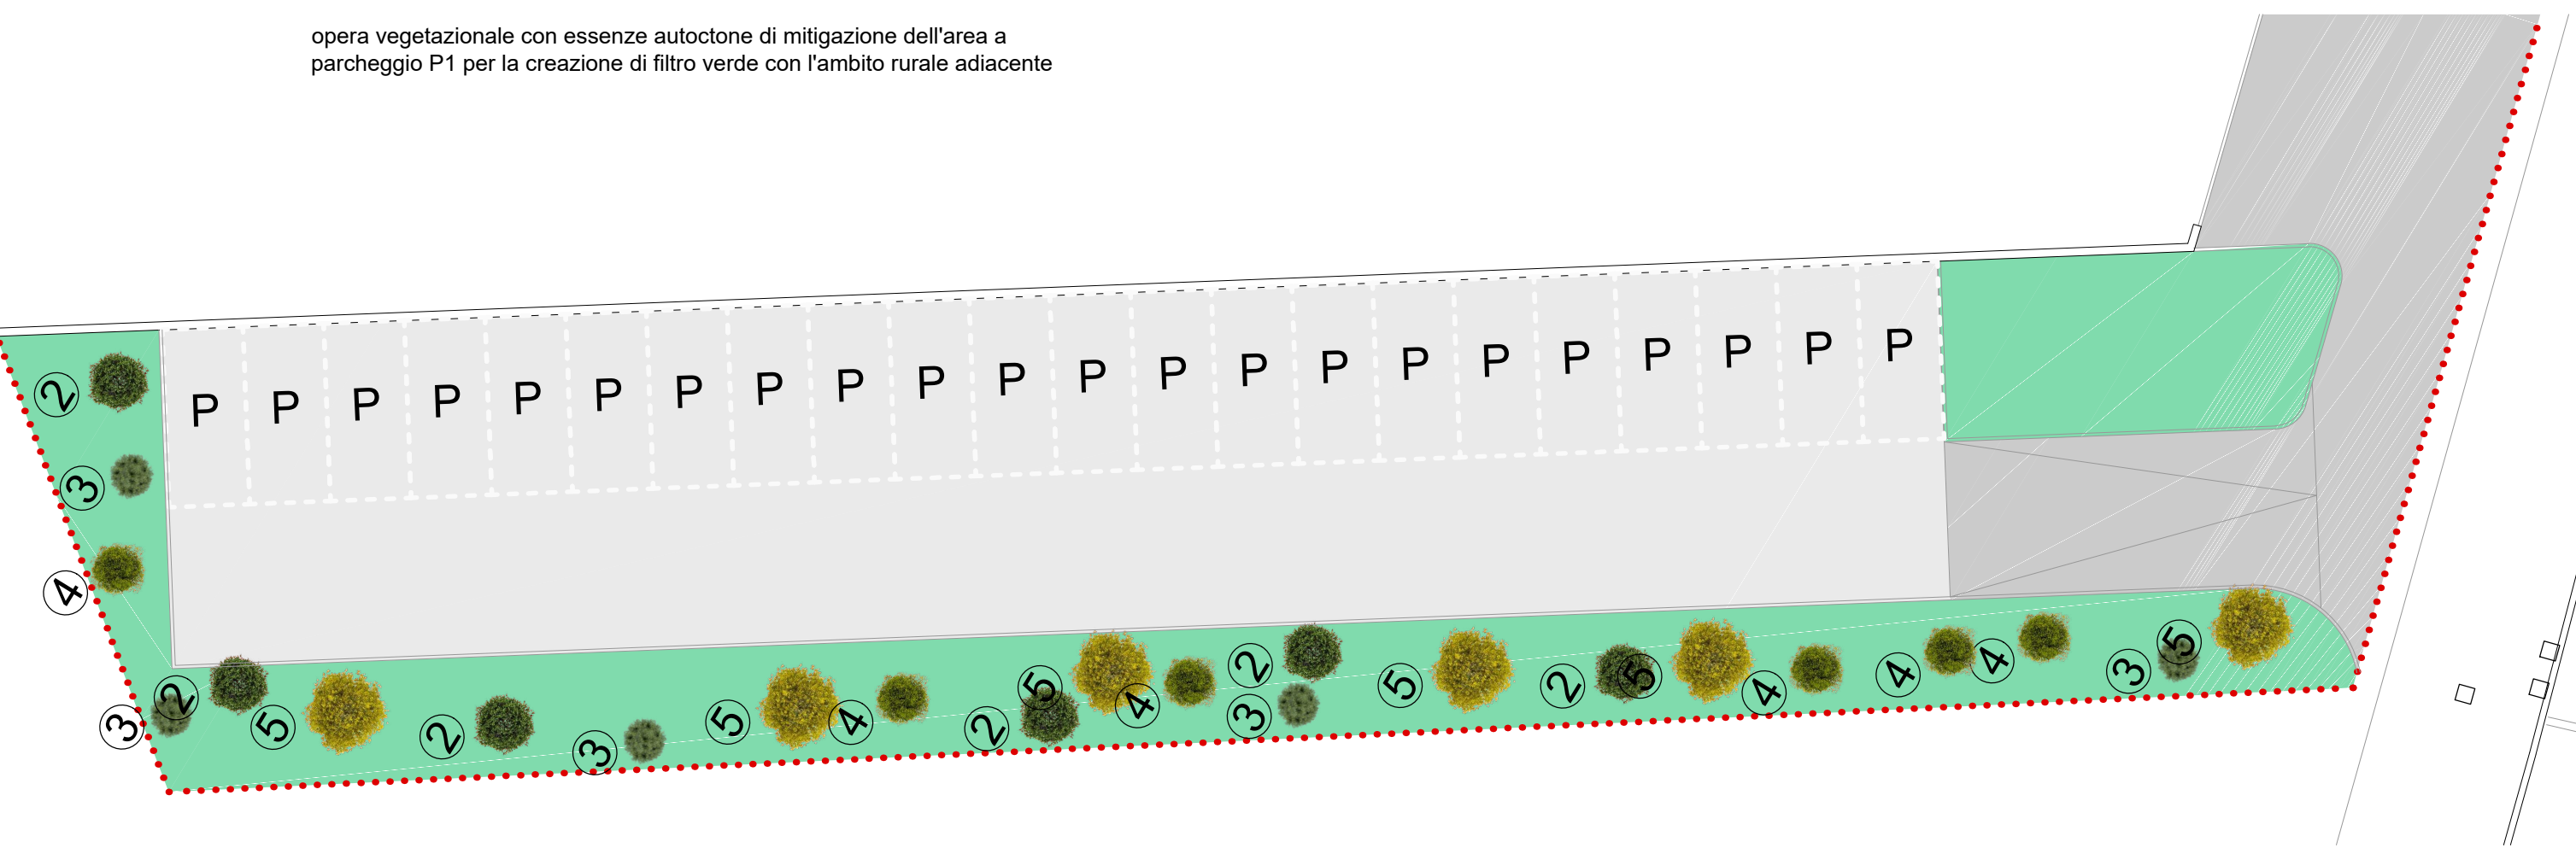 opera vegetazionale con essenze autoctone di mitigazione dell'area a
parcheggio P1 per la creazione di filtro verde con l'ambito rurale adiacente
P P P P P P P P P P P P P P P P P P P P P P
2
3
4
3 2 5 2 3 5 4 2 5 4 2 3 5 2 5 4 4 4 3 5